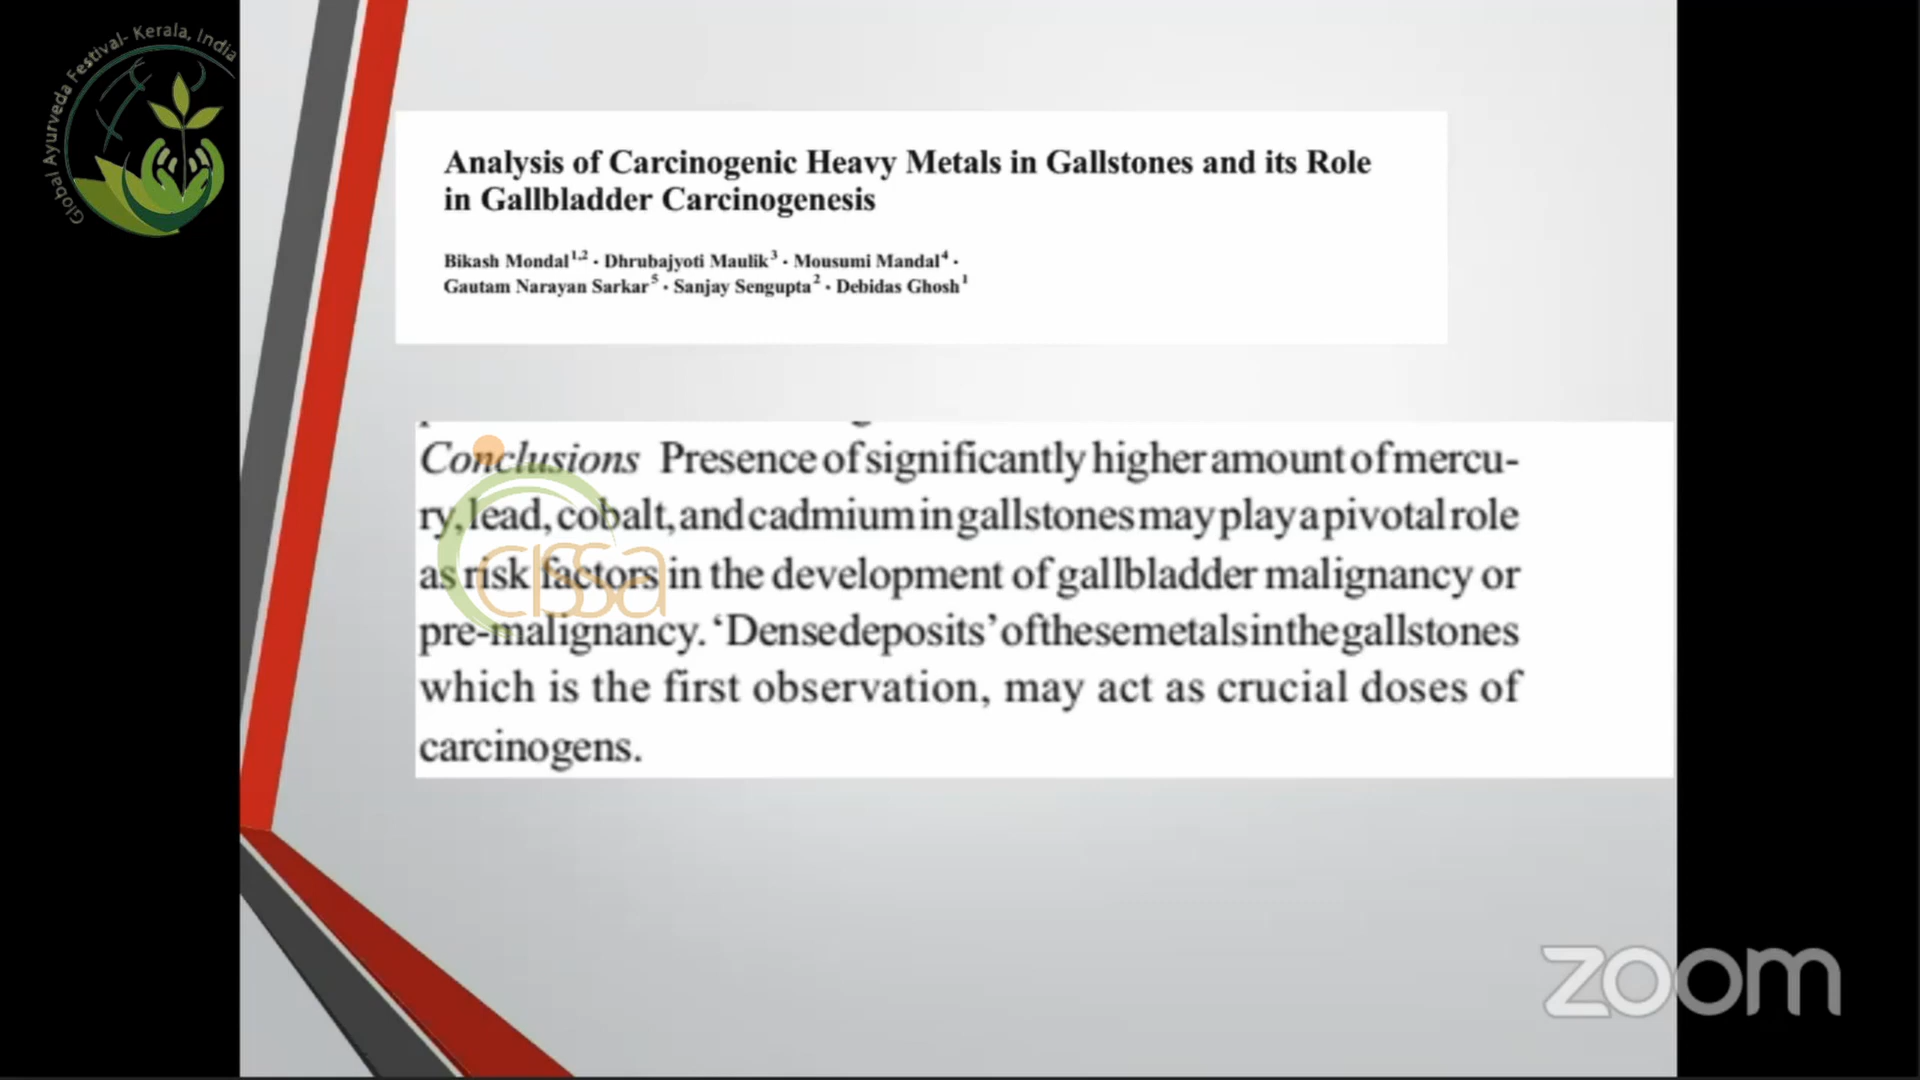 Global Ayurveda Festival- Kerala, India
Analysis of Carcinogenic Heavy Metals in Gallstones and its Role
in Gallbladder Carcinogenesis
Bikash Mondal1,2 · Dhrubajyoti Maulik3 · Mousumi Mandal4 ·
Gautam Narayan Sarkar5 · Sanjay Sengupta2 · Debidas Ghosh1
Conclusions Presence of significantly higher amount of mercu-
ry, lead, cobalt, and cadmium in gallstones may play a pivotal role
as risk factors in the development of gallbladder malignancy or
pre-malignancy. ‘Dense deposits’ of these metals in the gallstones
which is the first observation, may act as crucial doses of
carcinogens.
cissa
zoom